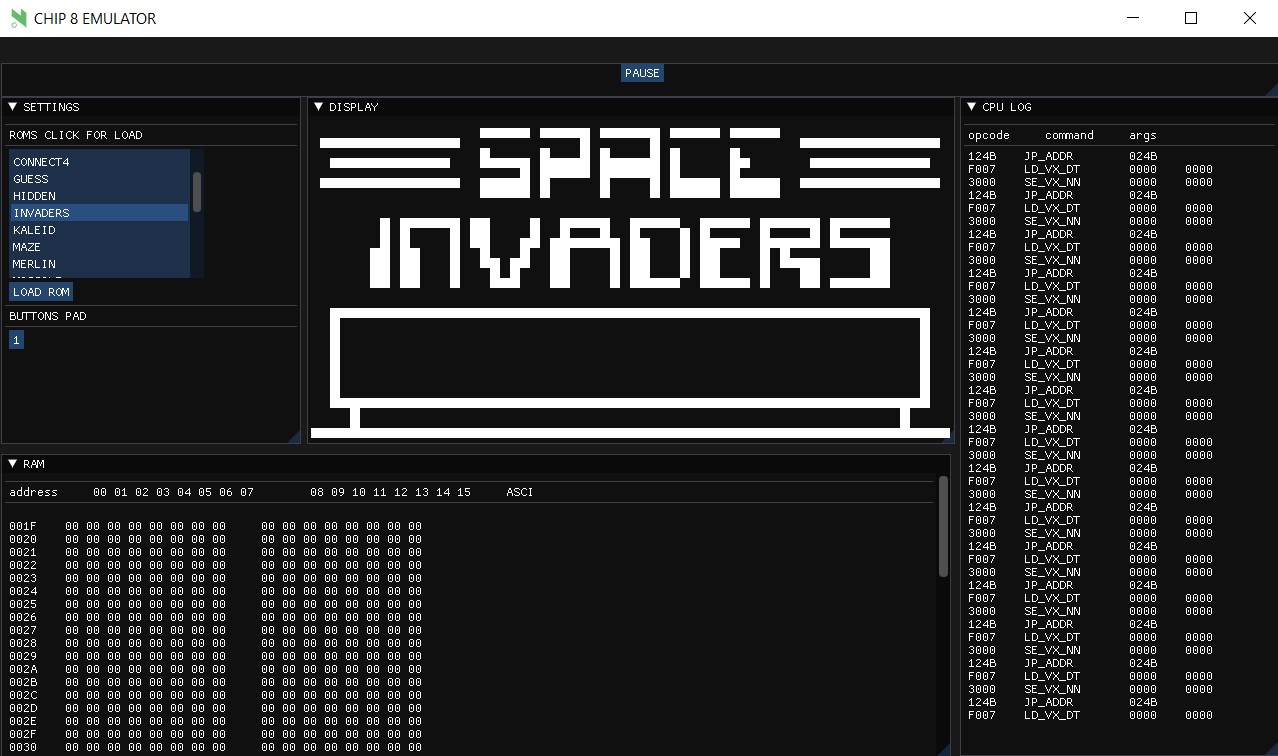 CHIP 8 EMULATOR
PAUSE
SETTINGS
ROMS CLICK FOR LOAD
CONNECT4
GUESS
HIDDEN
INVADERS
KALEID
MAZE
MERLIN
LOAD ROM
BUTTONS PAD
1
DISPLAY
SPACE
INVADERS
RAM
address 00 01 02 03 04 05 06 07 08 09 10 11 12 13 14 15 ASCI
001F 00 00 00 00 00 00 00 00 00 00 00 00 00 00 00 00
0020 00 00 00 00 00 00 00 00 00 00 00 00 00 00 00 00
0021 00 00 00 00 00 00 00 00 00 00 00 00 00 00 00 00
0022 00 00 00 00 00 00 00 00 00 00 00 00 00 00 00 00
0023 00 00 00 00 00 00 00 00 00 00 00 00 00 00 00 00
0024 00 00 00 00 00 00 00 00 00 00 00 00 00 00 00 00
0025 00 00 00 00 00 00 00 00 00 00 00 00 00 00 00 00
0026 00 00 00 00 00 00 00 00 00 00 00 00 00 00 00 00
0027 00 00 00 00 00 00 00 00 00 00 00 00 00 00 00 00
0028 00 00 00 00 00 00 00 00 00 00 00 00 00 00 00 00
0029 00 00 00 00 00 00 00 00 00 00 00 00 00 00 00 00
002A 00 00 00 00 00 00 00 00 00 00 00 00 00 00 00 00
002B 00 00 00 00 00 00 00 00 00 00 00 00 00 00 00 00
002C 00 00 00 00 00 00 00 00 00 00 00 00 00 00 00 00
002D 00 00 00 00 00 00 00 00 00 00 00 00 00 00 00 00
002E 00 00 00 00 00 00 00 00 00 00 00 00 00 00 00 00
002F 00 00 00 00 00 00 00 00 00 00 00 00 00 00 00 00
0030 00 00 00 00 00 00 00 00 00 00 00 00 00 00 00 00
CPU LOG
opcode command args
124B JP_ADDR 024B
F007 LD_VX_DT 0000 0000
3000 SE_VX_NN 0000 0000
124B JP_ADDR 024B
F007 LD_VX_DT 0000 0000
3000 SE_VX_NN 0000 0000
124B JP_ADDR 024B
F007 LD_VX_DT 0000 0000
3000 SE_VX_NN 0000 0000
124B JP_ADDR 024B
F007 LD_VX_DT 0000 0000
3000 SE_VX_NN 0000 0000
124B JP_ADDR 024B
F007 LD_VX_DT 0000 0000
3000 SE_VX_NN 0000 0000
124B JP_ADDR 024B
F007 LD_VX_DT 0000 0000
3000 SE_VX_NN 0000 0000
124B JP_ADDR 024B
F007 LD_VX_DT 0000 0000
3000 SE_VX_NN 0000 0000
124B JP_ADDR 024B
F007 LD_VX_DT 0000 0000
3000 SE_VX_NN 0000 0000
124B JP_ADDR 024B
F007 LD_VX_DT 0000 0000
3000 SE_VX_NN 0000 0000
124B JP_ADDR 024B
F007 LD_VX_DT 0000 0000
3000 SE_VX_NN 0000 0000
124B JP_ADDR 024B
F007 LD_VX_DT 0000 0000
3000 SE_VX_NN 0000 0000
124B JP_ADDR 024B
F007 LD_VX_DT 0000 0000
3000 SE_VX_NN 0000 0000
124B JP_ADDR 024B
F007 LD_VX_DT 0000 0000
3000 SE_VX_NN 0000 0000
124B JP_ADDR 024B
F007 LD_VX_DT 0000 0000
3000 SE_VX_NN 0000 0000
124B JP_ADDR 024B
F007 LD_VX_DT 0000 0000